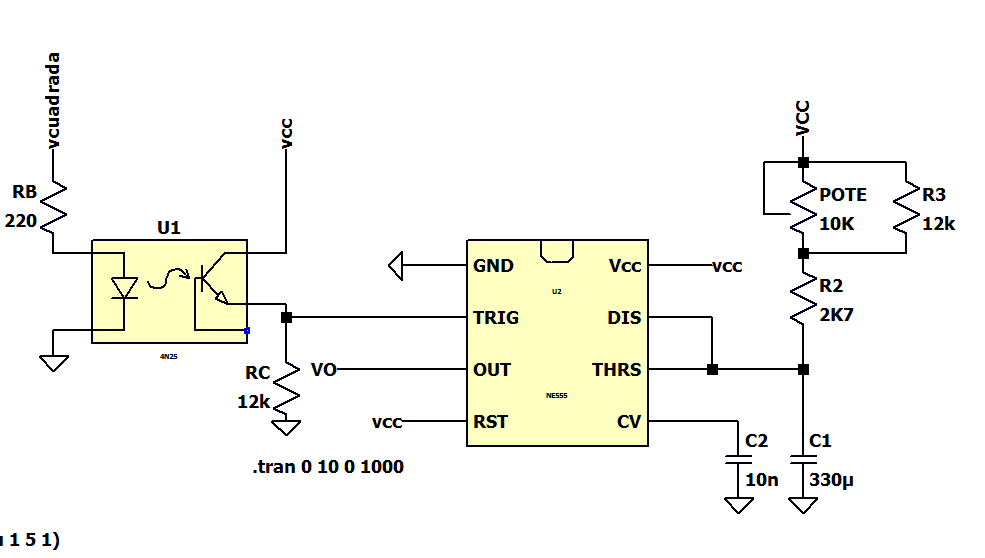 vcuadrada
RB
220
U1
4N25
vcc
RC
12k
VO
vcc
GND
TRIG
OUT
RST
U2
NE555
Vcc
DIS
THRS
CV
vcc
VCC
POTE
10K
R3
12k
R2
2K7
C2
10n
C1
330µ
.tran 0 10 0 1000
1 5 1)